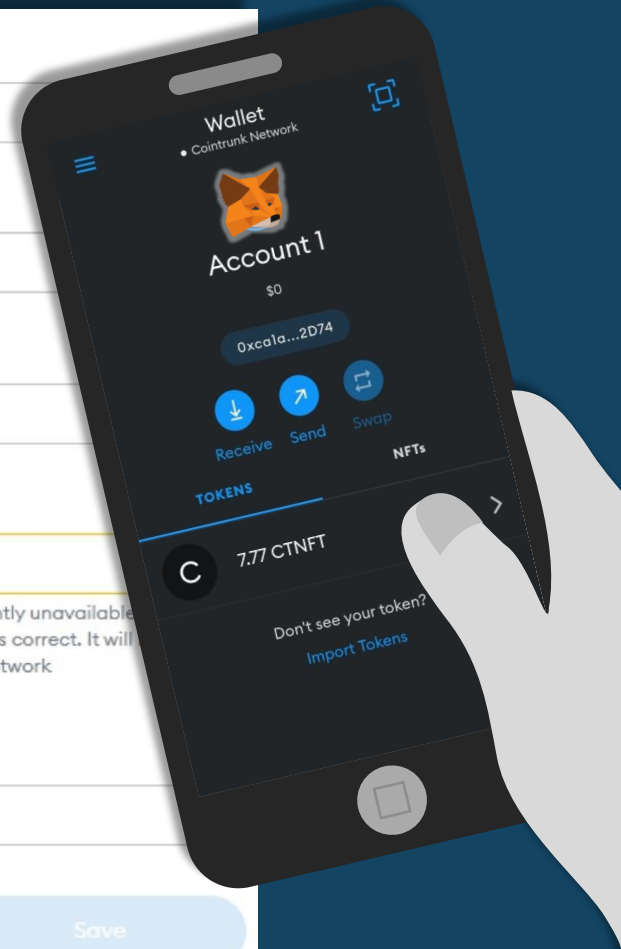 Wallet
Cointrunk Network
Account 1
$0
0xca1a...2D74
Receive
Send
Swap
TOKENS
NFTs
C
7.77 CTNFT
Don't see your token?
Import Tokens
ntly unavailable
s correct. It will
twork
Save